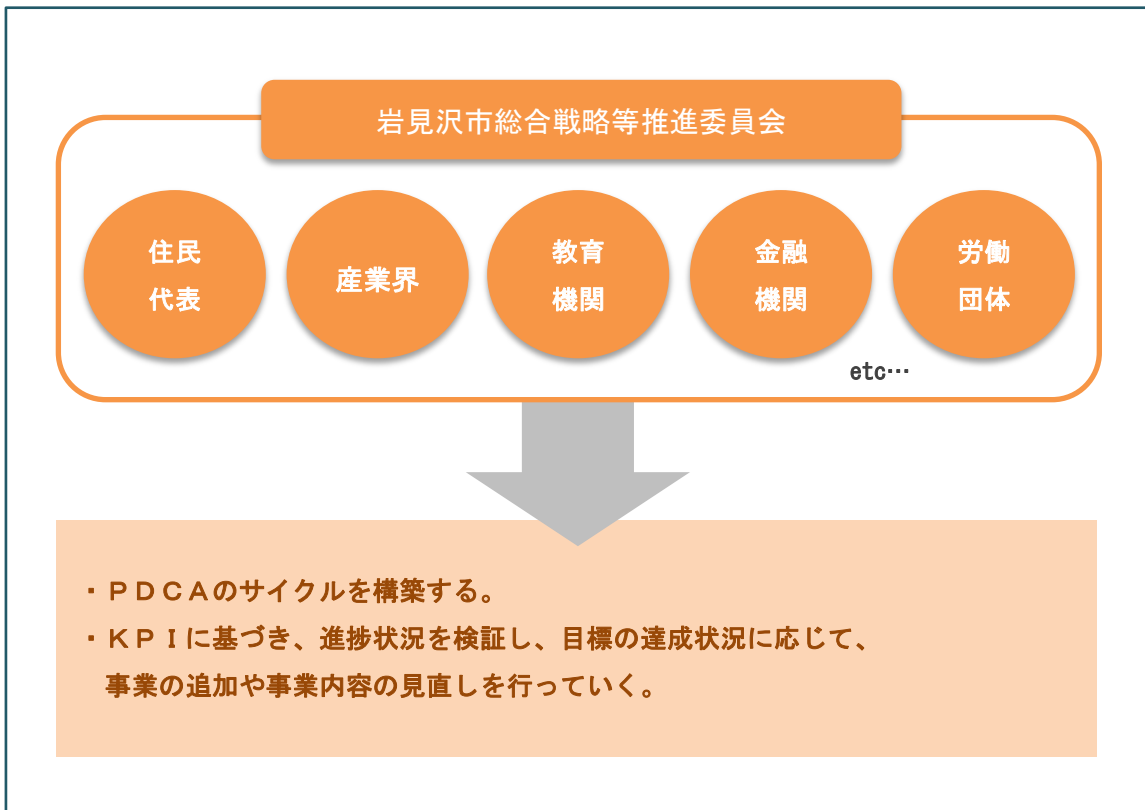 岩見沢市総合戦略等推進委員会
住民
代表
産業界
教育
機関
金融
機関
労働
団体
etc…
・ＰＤＣＡのサイクルを構築する。
・ＫＰＩに基づき、進捗状況を検証し、目標の達成状況に応じて、
事業の追加や事業内容の見直しを行っていく。